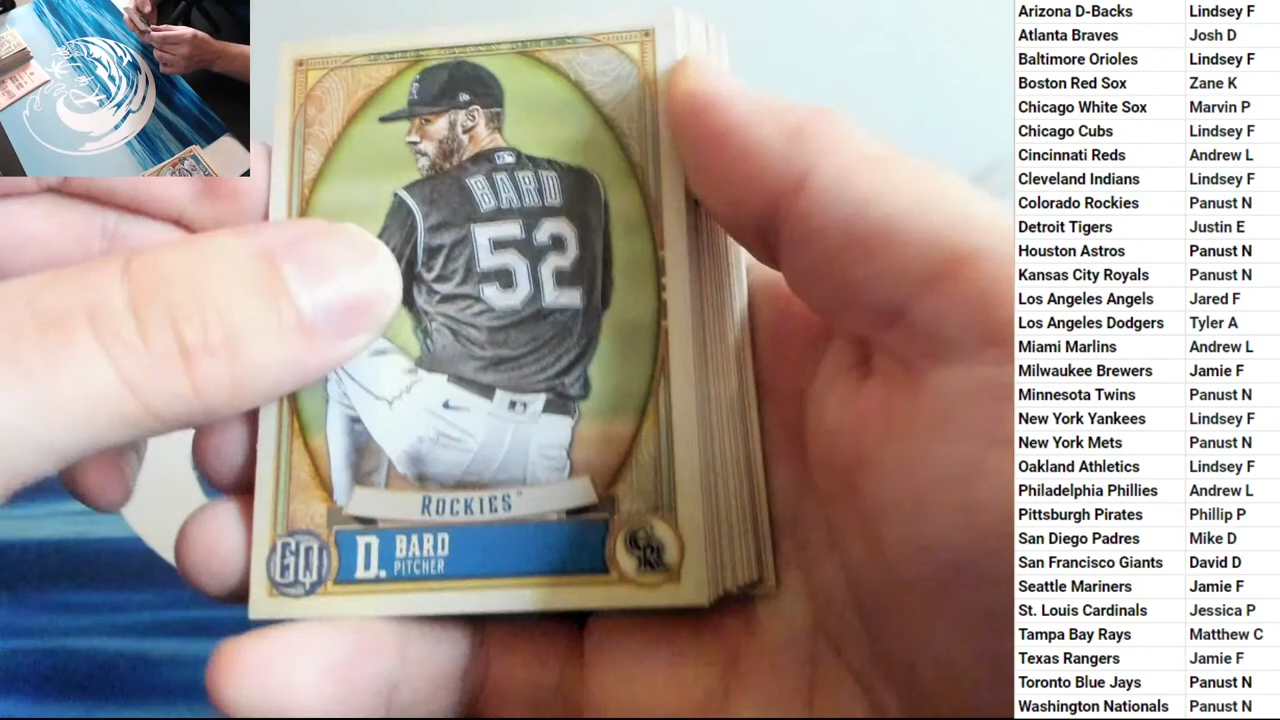 BARD
52
ROCKIES
GQ
D. BARD
PITCHER
CR
Arizona D-Backs Lindsey F
Atlanta Braves Josh D
Baltimore Orioles Lindsey F
Boston Red Sox Zane K
Chicago White Sox Marvin P
Chicago Cubs Lindsey F
Cincinnati Reds Andrew L
Cleveland Indians Lindsey F
Colorado Rockies Panust N
Detroit Tigers Justin E
Houston Astros Panust N
Kansas City Royals Panust N
Los Angeles Angels Jared F
Los Angeles Dodgers Tyler A
Miami Marlins Andrew L
Milwaukee Brewers Jamie F
Minnesota Twins Panust N
New York Yankees Lindsey F
New York Mets Panust N
Oakland Athletics Lindsey F
Philadelphia Phillies Andrew L
Pittsburgh Pirates Phillip P
San Diego Padres Mike D
San Francisco Giants David D
Seattle Mariners Jamie F
St. Louis Cardinals Jessica P
Tampa Bay Rays Matthew C
Texas Rangers Jamie F
Toronto Blue Jays Panust N
Washington Nationals Panust N